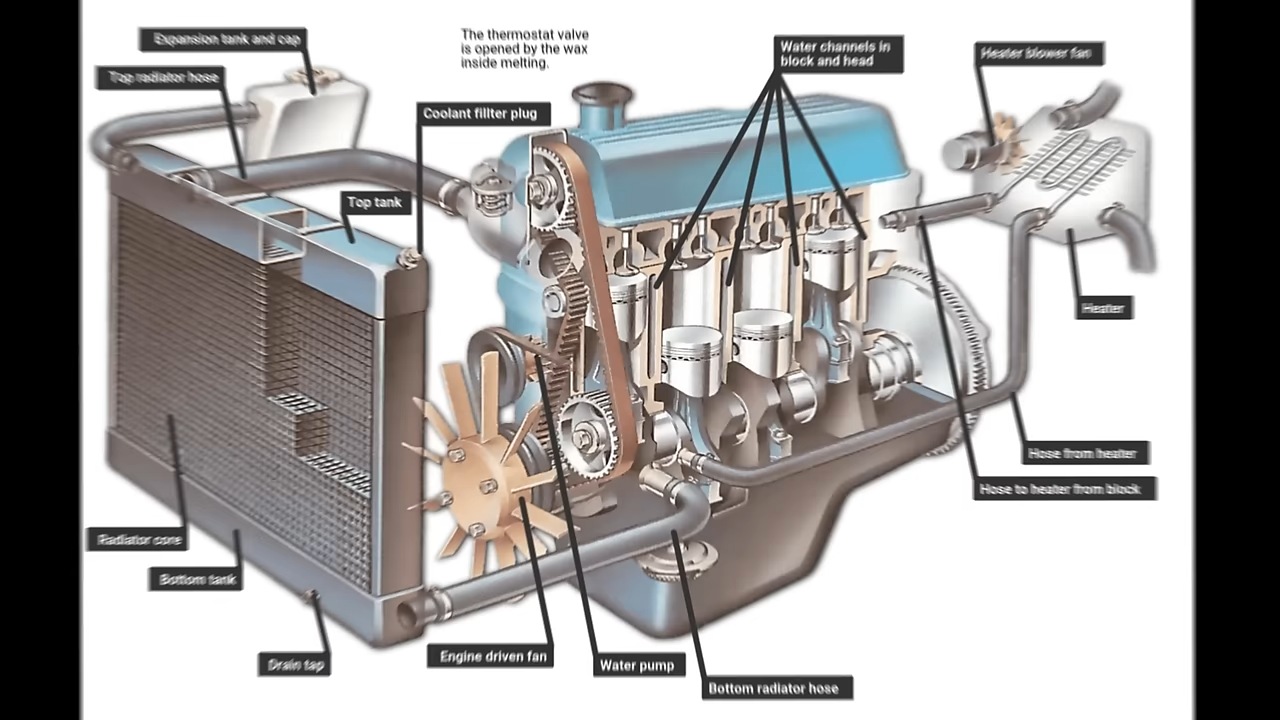 Expansion tank and cap
The thermostat valve
is opened by the wax
inside melting.
Water channels in
block and head
Heater blower fan
Top radiator hose
Coolant fillter plug
Top tank
Heater
Hose from heater
Hose to heater from block
Radiator core
Bottom tank
Drain tap
Engine driven fan
Water pump
Bottom radiator hose